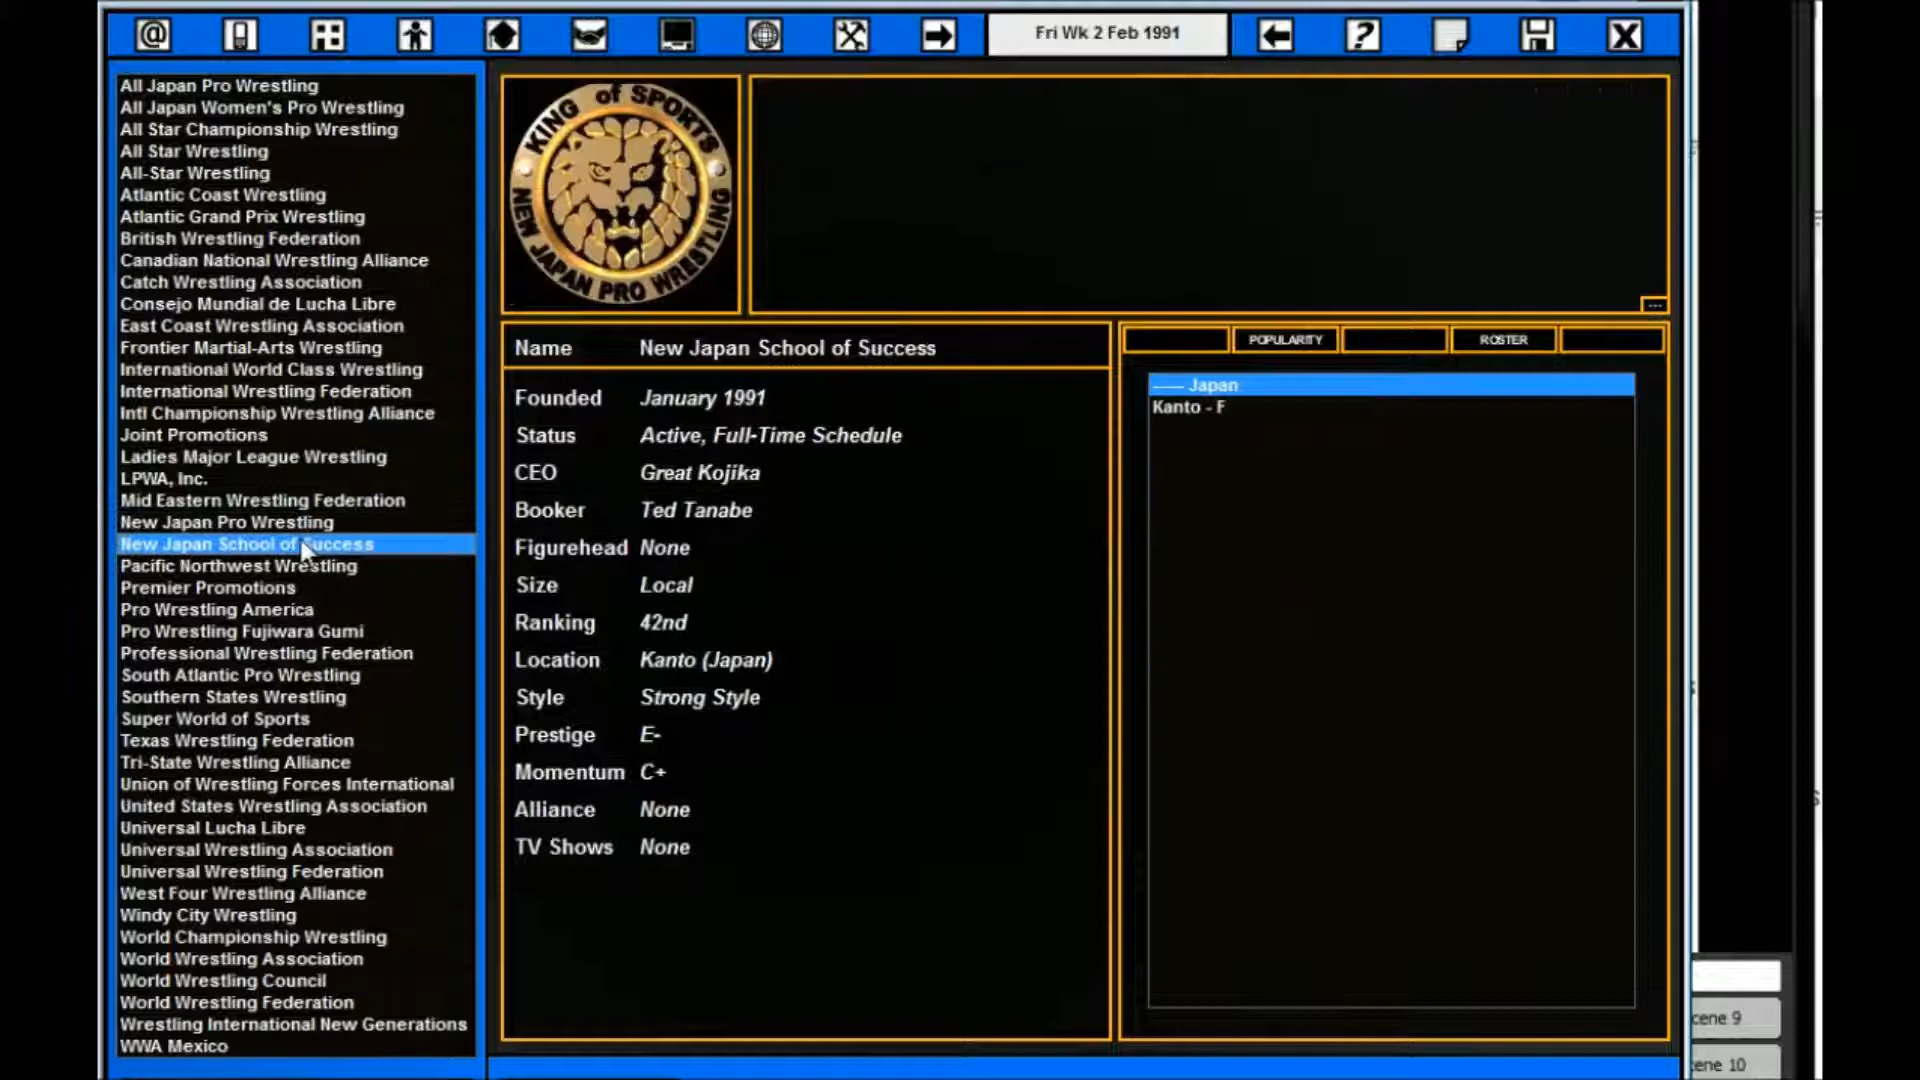 Fri Wk 2 Feb 1991
All Japan Pro Wrestling
All Japan Women's Pro Wrestling
All Star Championship Wrestling
All Star Wrestling
All-Star Wrestling
Atlantic Coast Wrestling
Atlantic Grand Prix Wrestling
British Wrestling Federation
Canadian National Wrestling Alliance
Catch Wrestling Association
Consejo Mundial de Lucha Libre
East Coast Wrestling Association
Frontier Martial-Arts Wrestling
International World Class Wrestling
International Wrestling Federation
Intl Championship Wrestling Alliance
Joint Promotions
Ladies Major League Wrestling
LPWA, Inc.
Mid Eastern Wrestling Federation
New Japan Pro Wrestling
New Japan School of Success
Pacific Northwest Wrestling
Premier Promotions
Pro Wrestling America
Pro Wrestling Fujiwara Gumi
Professional Wrestling Federation
South Atlantic Pro Wrestling
Southern States Wrestling
Super World of Sports
Texas Wrestling Federation
Tri-State Wrestling Alliance
Union of Wrestling Forces International
United States Wrestling Association
Universal Lucha Libre
Universal Wrestling Association
Universal Wrestling Federation
West Four Wrestling Alliance
Windy City Wrestling
World Championship Wrestling
World Wrestling Association
World Wrestling Council
World Wrestling Federation
Wrestling International New Generations
WWA Mexico
KING of SPORTS
NEW JAPAN PRO WRESTLING
...
Name New Japan School of Success
Founded January 1991
Status Active, Full-Time Schedule
CEO Great Kojika
Booker Ted Tanabe
Figurehead None
Size Local
Ranking 42nd
Location Kanto (Japan)
Style Strong Style
Prestige E-
Momentum C+
Alliance None
TV Shows None
POPULARITY ROSTER
------ Japan
Kanto - F
cene 9
cene 10